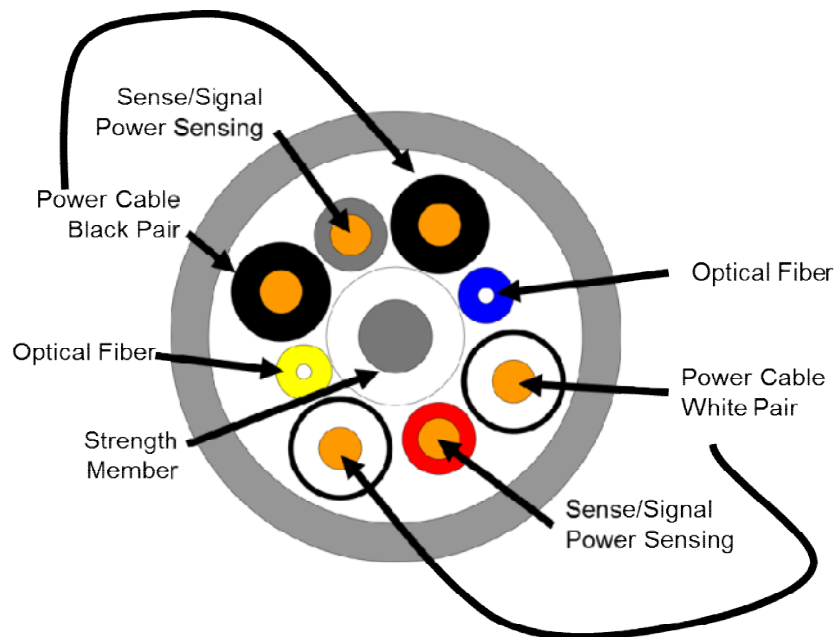 Sense/Signal
Power Sensing
Power Cable
Black Pair
Optical Fiber
Optical Fiber
Power Cable
White Pair
Strength
Member
Sense/Signal
Power Sensing